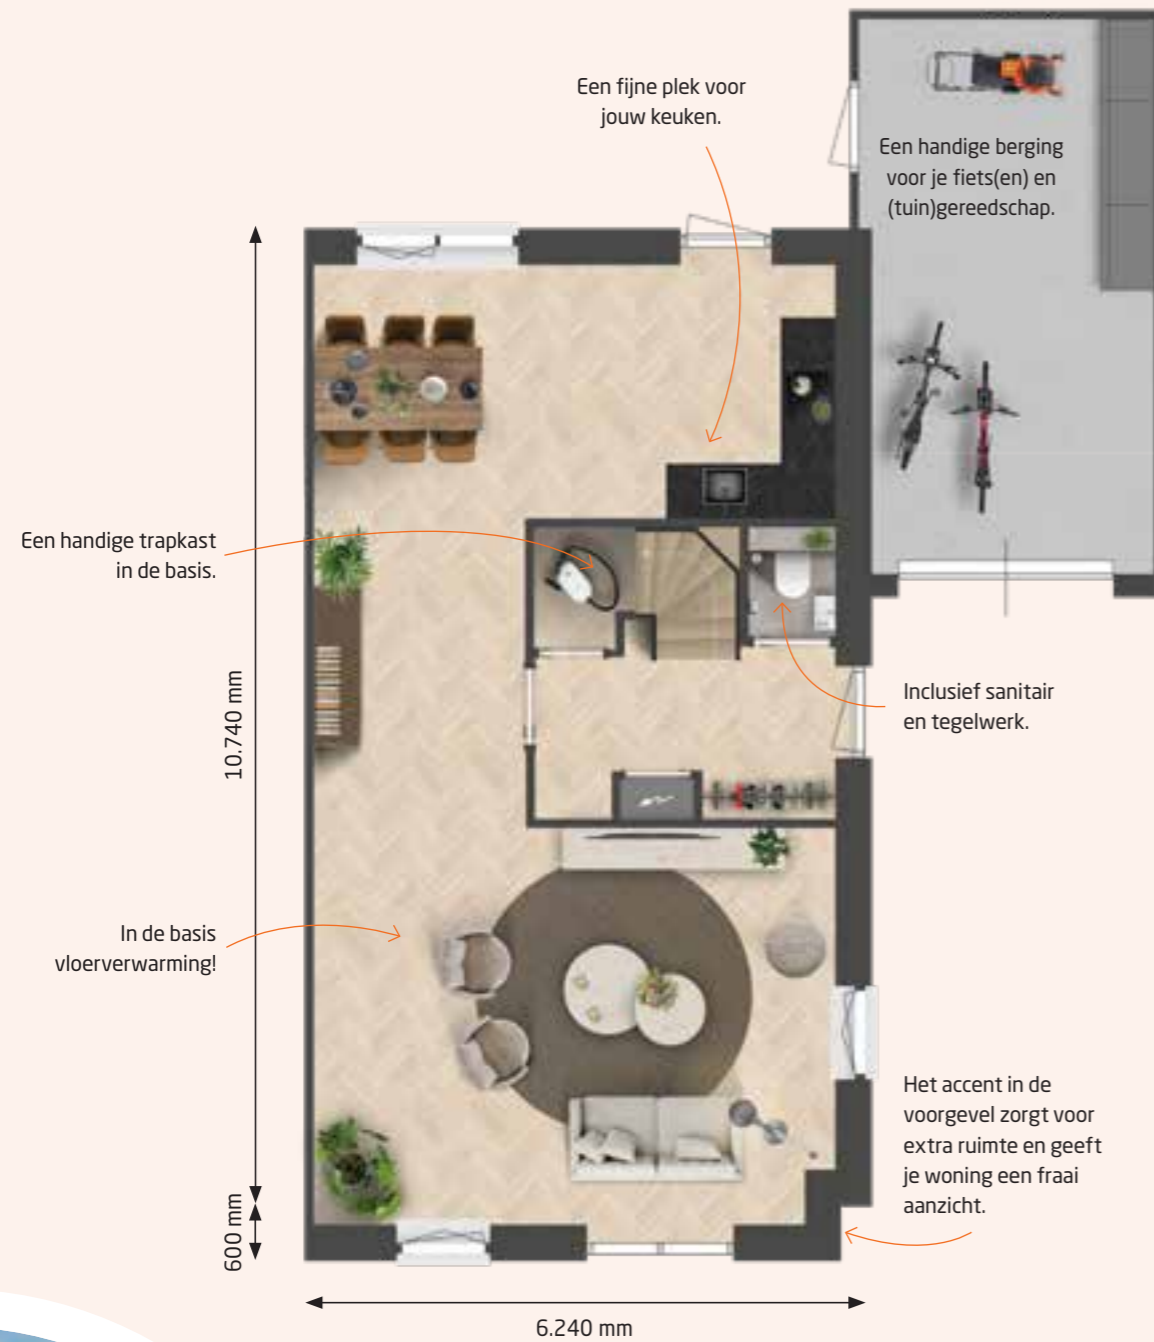 Een fijne plek voor
jouw keuken.
Een handige berging
voor je fiets(en) en
(tuin)gereedschap.
Een handige trapkast
in de basis.
10.740 mm
Inclusief sanitair
en tegelwerk.
In de basis
vloerverwarming!
Het accent in de
voorgevel zorgt voor
extra ruimte en geeft
je woning een fraai
aanzicht.
600 mm
6.240 mm